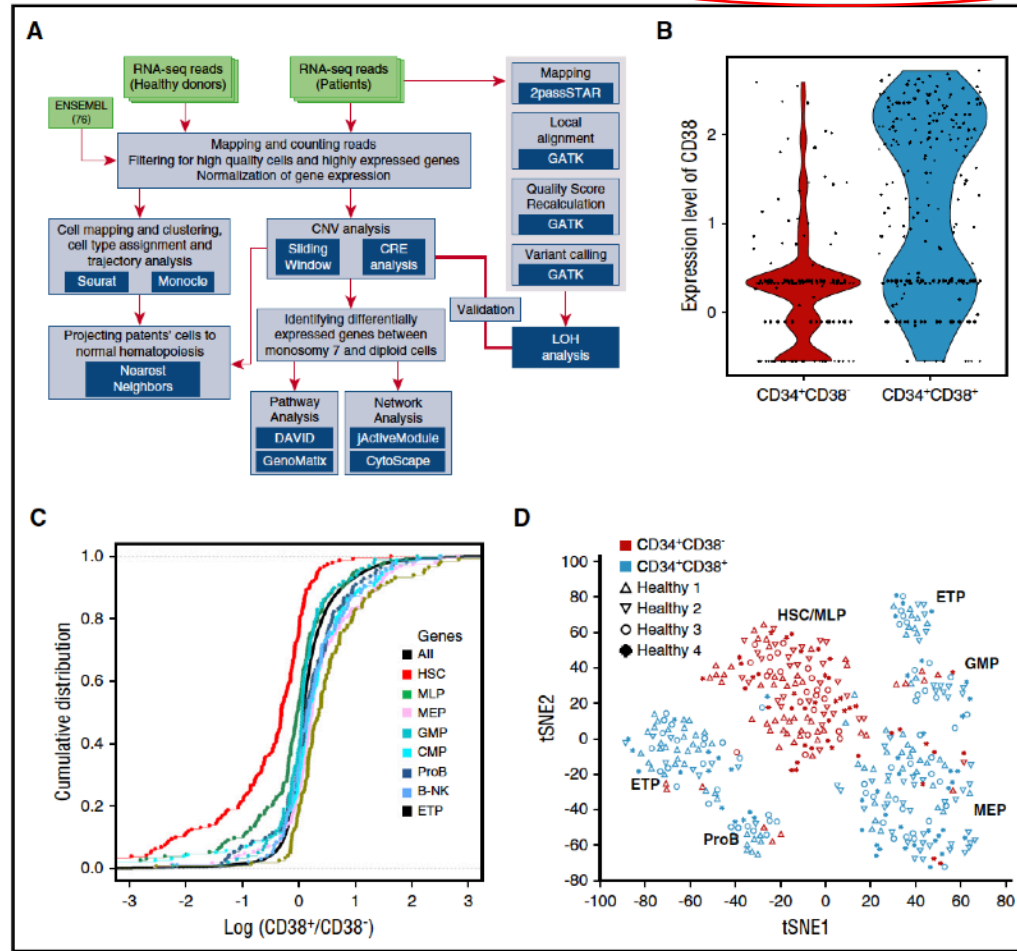 A
RNA-seq reads
(Healthy donors)
RNA-seq reads
(Patients)
ENSEMBL
(76)
Mapping and counting reads
Filtering for high quality cells and highly expressed genes
Normalization of gene expression
Cell mapping and clustering,
cell type assignment and
trajectory analysis
Seurat
Monocle
Projecting patents' cells to
normal hematopoiesis
Nearest
Neighbors
CNV analysis
Sliding
Window
CRE
analysis
Identifying differentially
expressed genes between
monosomy 7 and diploid cells
Pathway
Analysis
DAVID
GenoMatix
Network
Analysis
jActiveModule
CytoScape
Mapping
2passSTAR
Local
alignment
GATK
Quality Score
Recalculation
GATK
Variant calling
GATK
Validation
LOH
analysis
B
Expression level of CD38
2
1
0
CD34+CD38-
CD34+CD38+
C
Cumulative distribution
1.0
0.8
0.6
0.4
0.2
0.0
Genes
All
HSC
MLP
MEP
GMP
CMP
ProB
B-NK
ETP
-3 -2 -1 0 1 2 3
Log (CD38+/CD38-)
D
CD34+CD38-
CD34+CD38+
Healthy 1
Healthy 2
Healthy 3
Healthy 4
tSNE2
100
80
60
40
20
0
-20
-40
-60
-80
HSC/MLP
ETP
GMP
ETP
MEP
ProB
-100 -80 -60 -40 -20 0 20 40 60 80
tSNE1